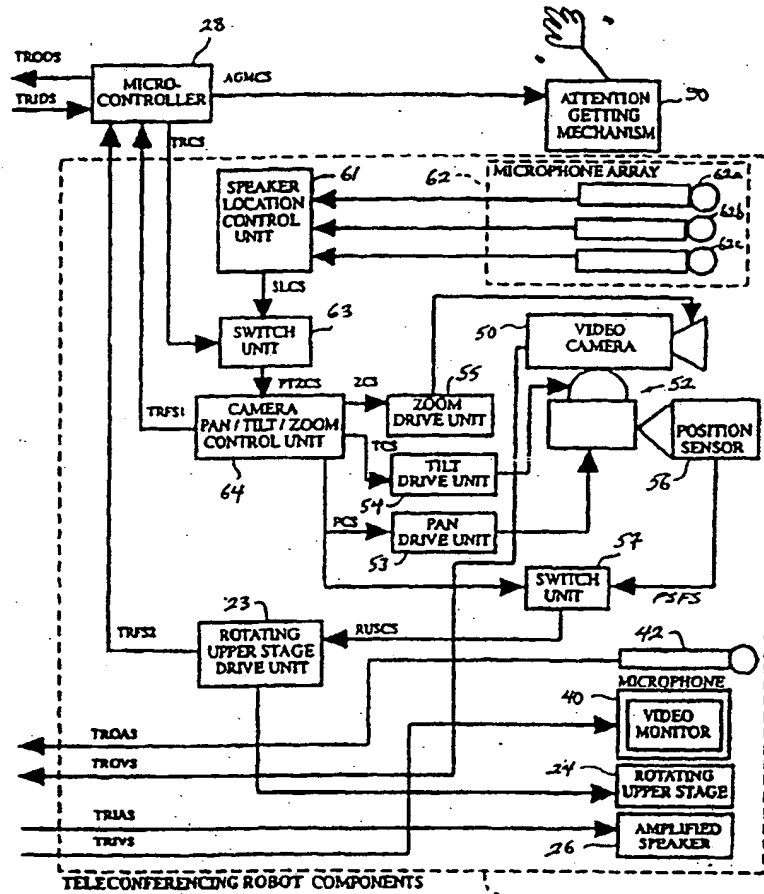 28
TRODS
MICRO-
CONTROLLER
AGMCS
TRIDS
ATTENTION
GETTING
MECHANISM
90
TRCS
61
SPEAKER
LOCATION
CONTROL
UNIT
62
MICROPHONE ARRAY
62a
62b
62c
SLCS
63
SWITCH
UNIT
50
VIDEO
CAMERA
PTZCS
ZCS
55
ZOOM
DRIVE UNIT
52
TRFS1
CAMERA
PAN / TILT / ZOOM
CONTROL UNIT
64
TCS
TILT
DRIVE UNIT
54
POSITION
SENSOR
56
PCS
PAN
DRIVE UNIT
53
57
SWITCH
UNIT
PSFS
23
RUSCS
TRFS2
ROTATING
UPPER STAGE
DRIVE UNIT
42
MICROPHONE
40
VIDEO
MONITOR
TROAS
TROVS
24
ROTATING
UPPER STAGE
TRIAS
TRIVS
26
AMPLIFIED
SPEAKER
TELECONFERENCING ROBOT COMPONENTS